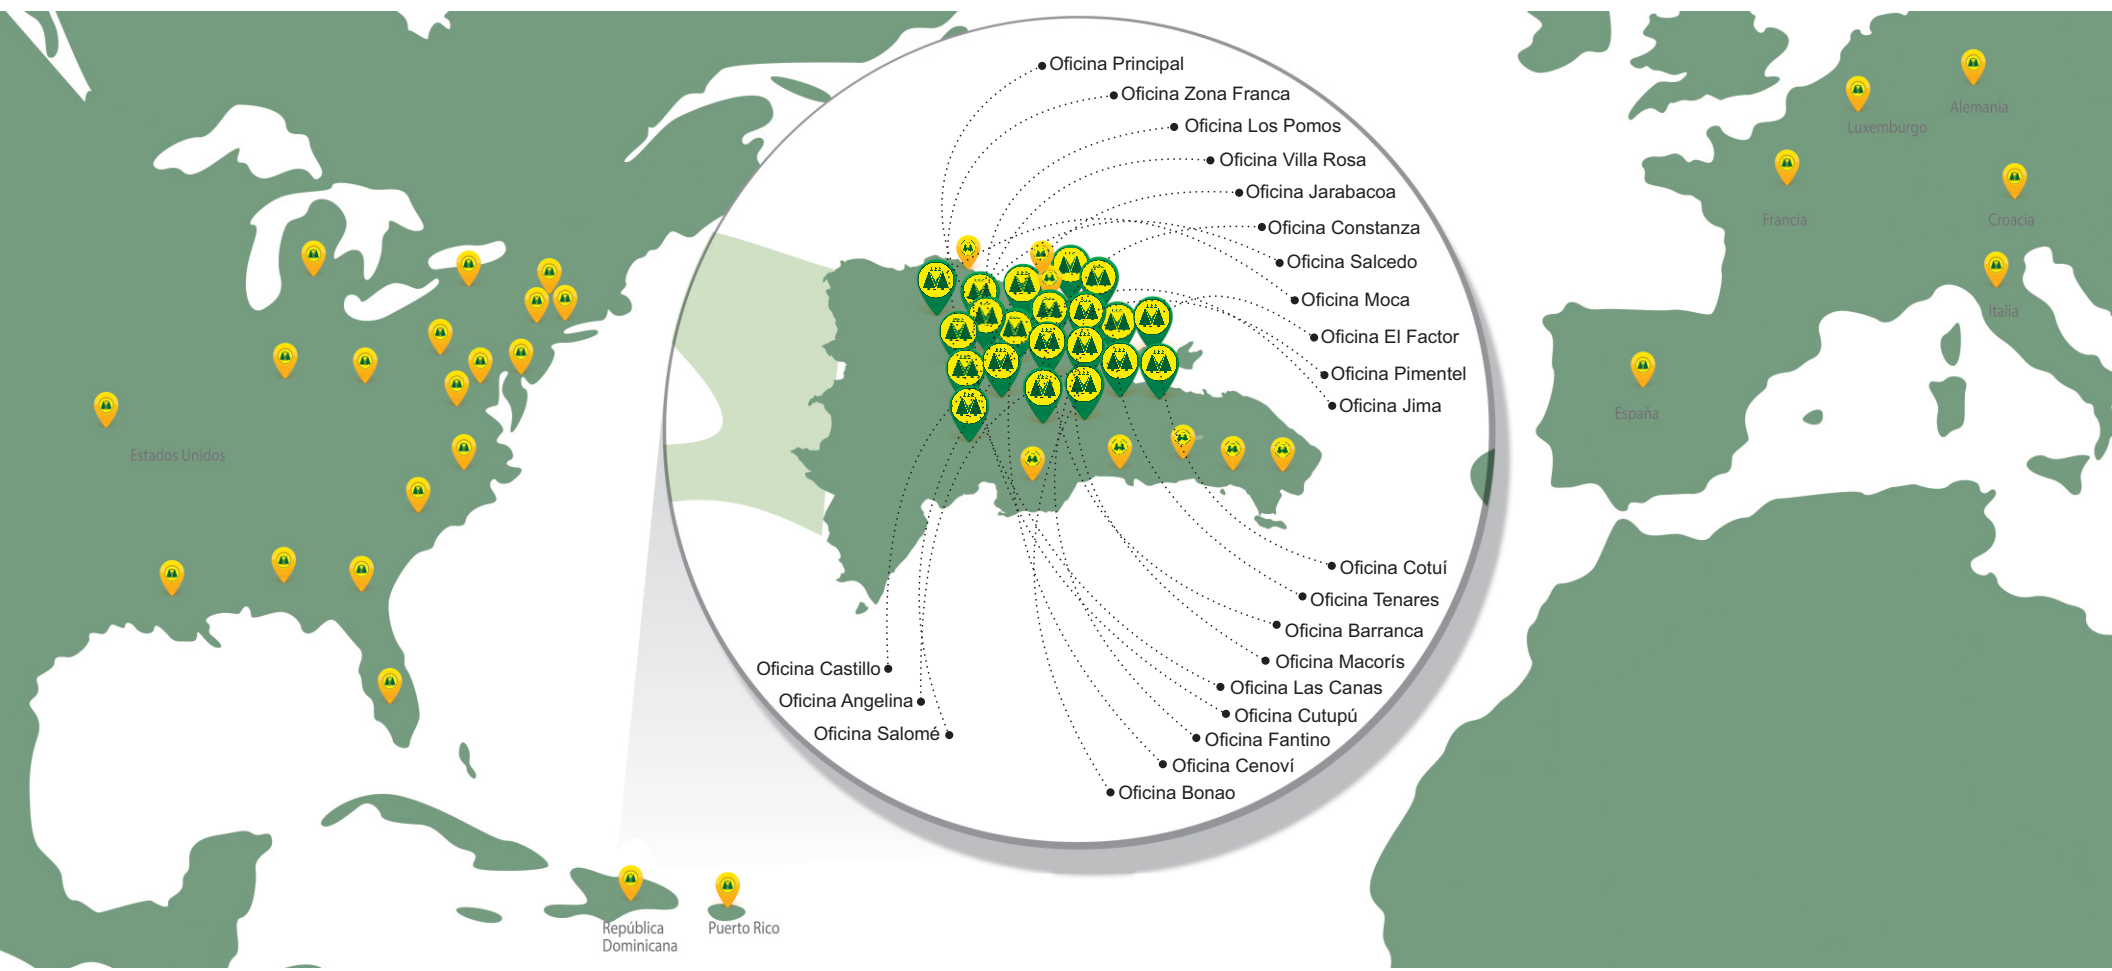 Oficina Principal
Oficina Zona Franca
Oficina Los Pomos
Oficina Villa Rosa
Oficina Jarabacoa
Oficina Constanza
Oficina Salcedo
Oficina Moca
Oficina El Factor
Oficina Pimentel
Oficina Jima
Alemania
Luxemburgo
Francia
Croacia
Italia
España
Estados Unidos
Oficina Cotuí
Oficina Tenares
Oficina Barranca
Oficina Macorís
Oficina Las Canas
Oficina Cutupú
Oficina Fantino
Oficina Cenoví
Oficina Bonao
Oficina Castillo
Oficina Angelina
Oficina Salomé
República
Dominicana
Puerto Rico